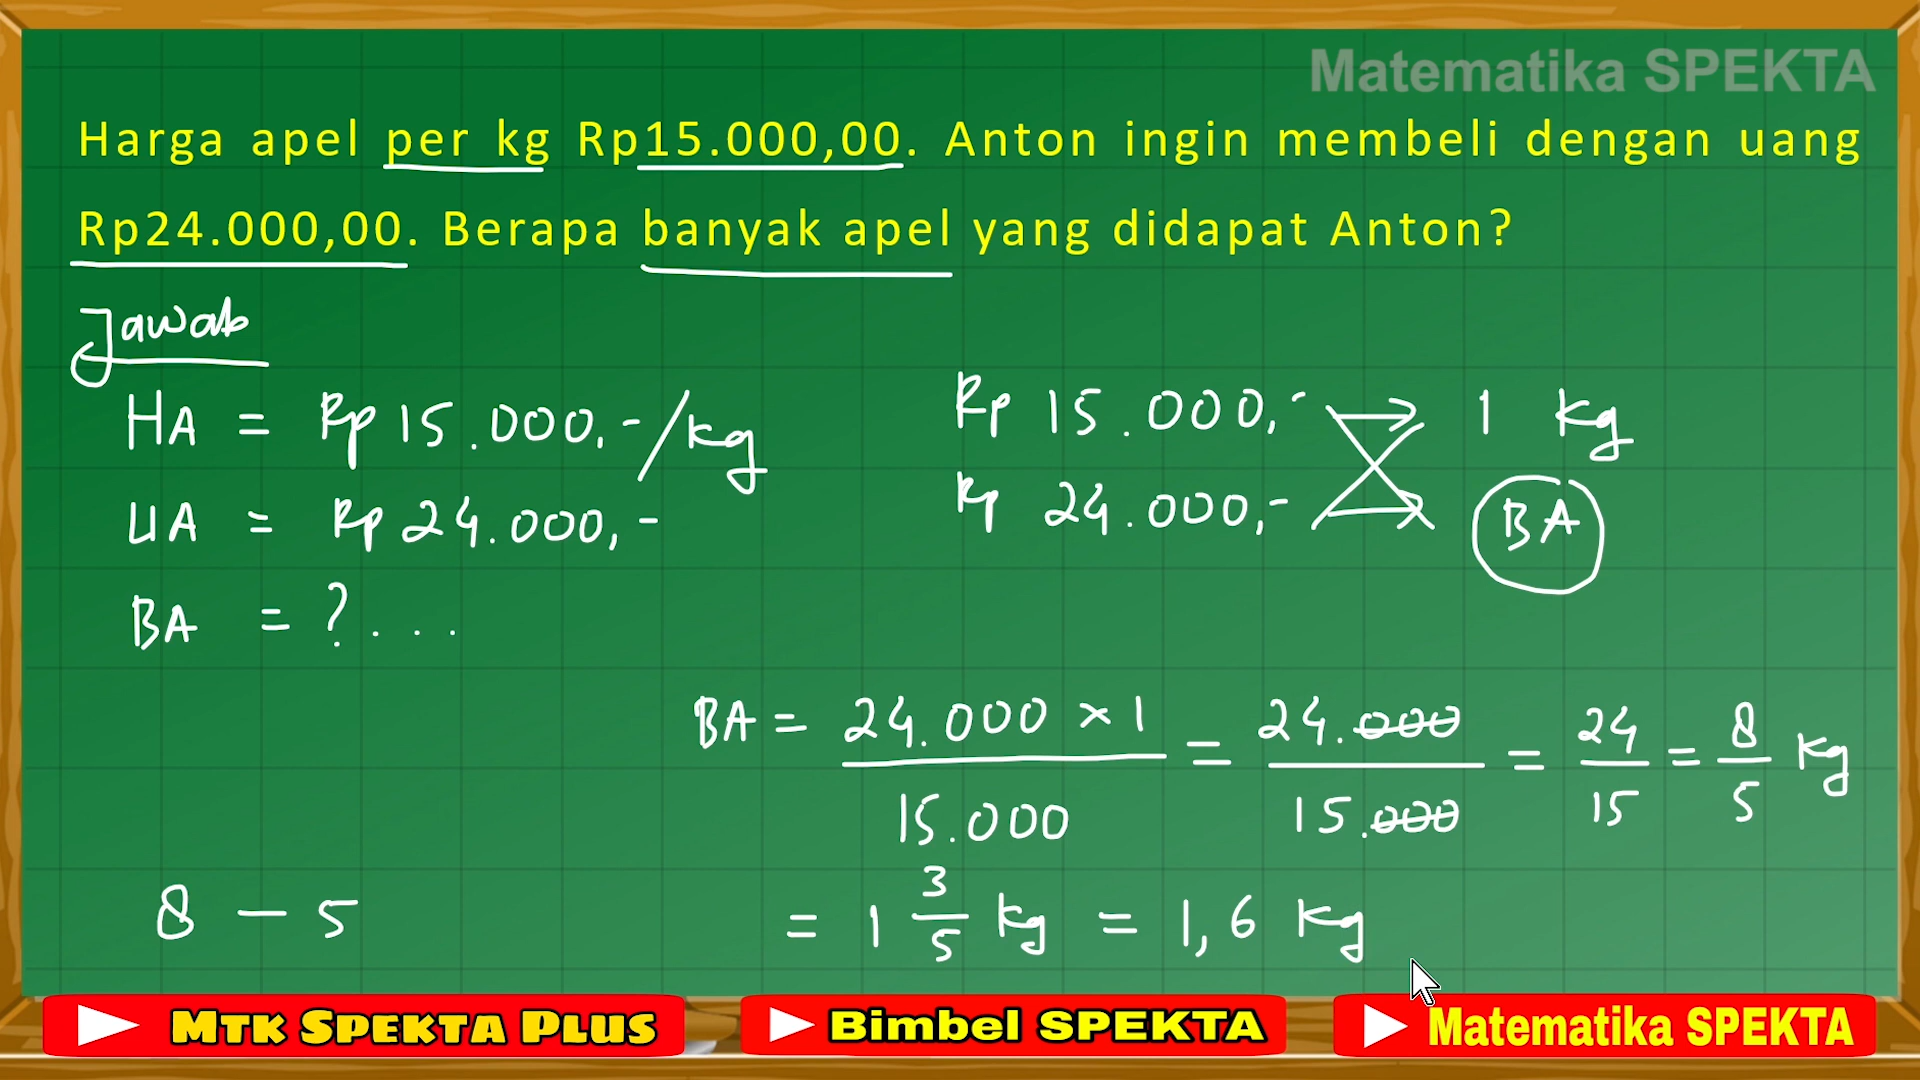 Matematika SPEKTA
Harga apel per kg Rp15.000,00. Anton ingin membeli dengan uang
Rp24.000,00. Berapa banyak apel yang didapat Anton?
Jawab
HA = Rp 15.000,-/kg
UA = Rp 24.000,-
BA = ? ...
Rp 15.000,- 1 kg
Rp 24.000,- BA
BA = 24.000 x 1 / 15.000 = 24.000 / 15.000 = 24/15 = 8/5 kg
8 - 5
= 1 3/5 kg = 1,6 kg
MTK SPEKTA PLUS
Bimbel SPEKTA
Matematika SPEKTA